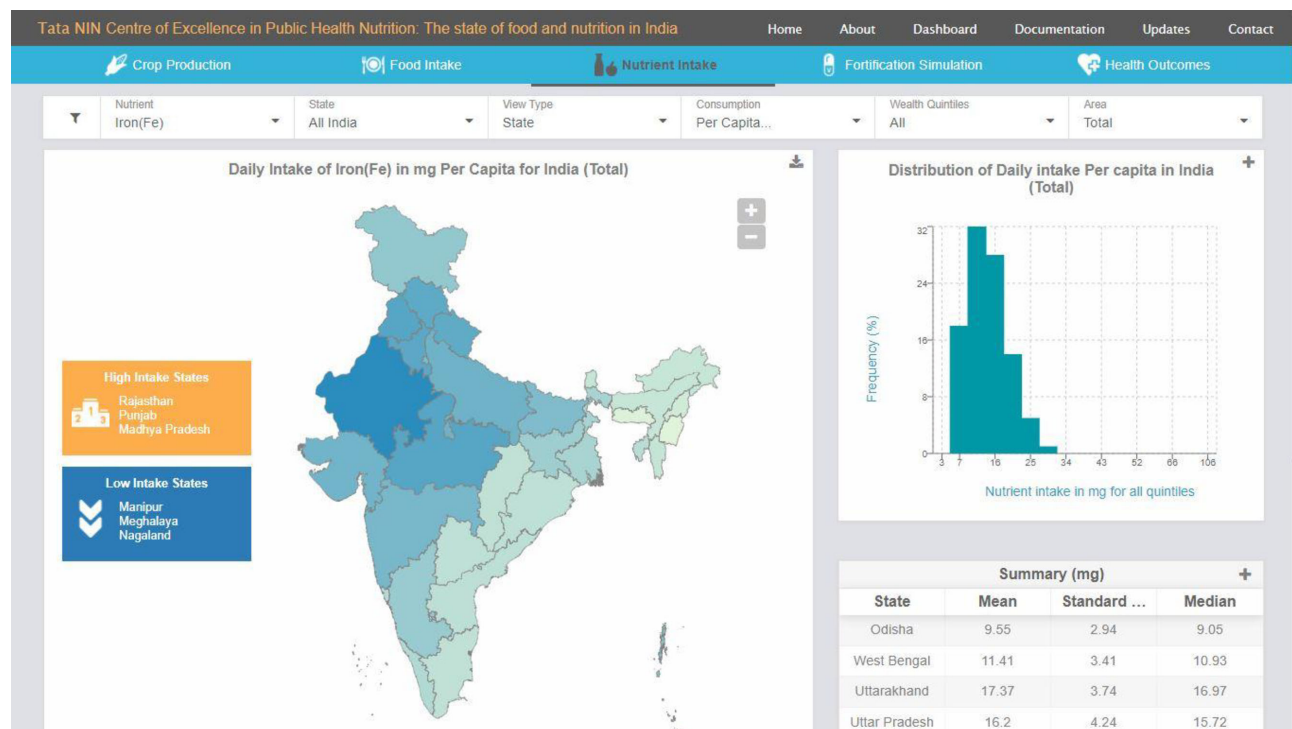 Tata NIN Centre of Excellence in Public Health Nutrition: The state of food and nutrition in India
Home About Dashboard Documentation Updates Contact
Crop Production Food Intake Nutrient Intake Fortification Simulation Health Outcomes
Nutrient State View Type Consumption Wealth Quintiles Area
Iron(Fe) All India State Per Capita... All Total
Daily Intake of Iron(Fe) in mg Per Capita for India (Total)
High Intake States
2 1 3
Rajasthan
Punjab
Madhya Pradesh
Low Intake States
Manipur
Meghalaya
Nagaland
Distribution of Daily intake Per capita in India
(Total)
32
24
16
8
0
Frequency (%)
3 7 16 25 34 43 52 66 106
Nutrient intake in mg for all quintiles
Summary (mg)
State Mean Standard ... Median
Odisha 9.55 2.94 9.05
West Bengal 11.41 3.41 10.93
Uttarakhand 17.37 3.74 16.97
Uttar Pradesh 16.2 4.24 15.72